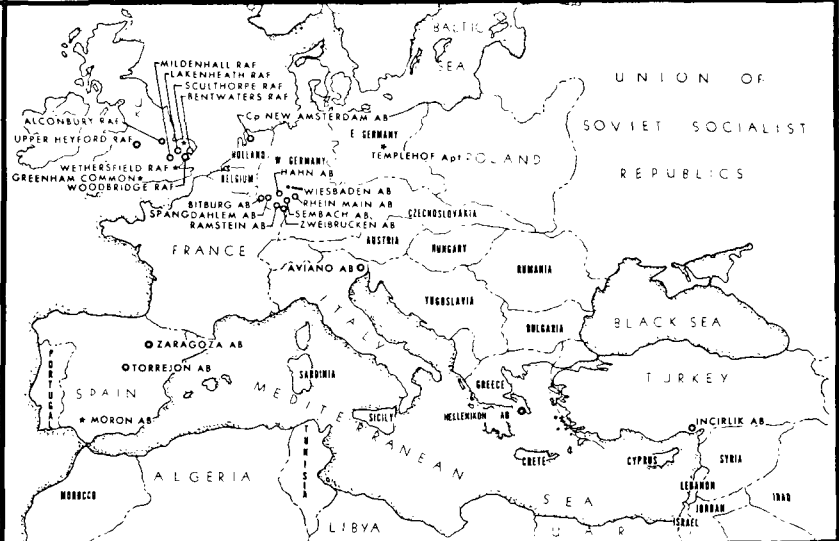 BALTIC
SEA
UNION OF
SOVIET SOCIALIST
REPUBLICS
MILDENHALL RAF
LAKENHEATH RAF
SCULTHORPE RAF
BENTWATERS RAF
U.K.
ALCONBURY RAF
UPPER HEYFORD RAF
WETHERSFIELD RAF
GREENHAM COMMON
WOODBRIDGE RAF
Cp NEW AMSTERDAM AB
E GERMANY
TEMPLEHOF Apt
POLAND
HOLLAND
W GERMANY
BELGIUM
HAHN AB
WIESBADEN AB
RHEIN MAIN AB
SEMBACH AB,
ZWEIBRUCKEN AB
BITBURG AB
SPANGDAHLEM AB
RAMSTEIN AB
CZECHOSLOVAKIA
FRANCE
AUSTRIA
HUNGARY
RUMANIA
AVIANO AB
YUGOSLAVIA
ITALY
BULGARIA
BLACK SEA
ZARAGOZA AB
TORREJON AB
PORTUGAL
SPAIN
MORON AB
SARDINIA
MEDITERRANEAN
SEA
SICILY
GREECE
HELLENIKON AB
TURKEY
INCIRLIK AB
CRETE
CYPRUS
SYRIA
LEBANON
JORDAN
IRAQ
ISRAEL
MOROCCO
ALGERIA
TUNISIA
LIBYA
U A R